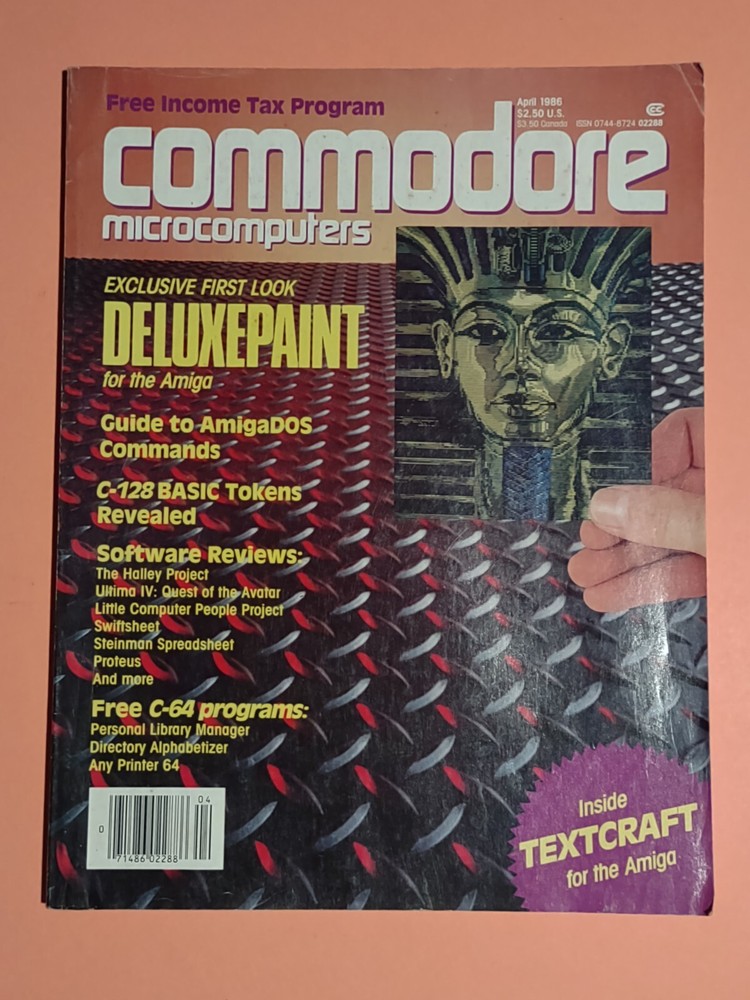 Free Income Tax Program
April 1986
$2.50 U.S.
$3.50 Canada ISSN 0744-8724 02288
commodore
microcomputers
EXCLUSIVE FIRST LOOK
DELUXEPAINT
for the Amiga
Guide to AmigaDOS
Commands
C-128 BASIC Tokens
Revealed
Software Reviews:
The Halley Project
Ultima IV: Quest of the Avatar
Little Computer People Project
Swiftsheet
Steinman Spreadsheet
Proteus
And more
Free C-64 programs:
Personal Library Manager
Directory Alphabetizer
Any Printer 64
04
0
71486 02288
Inside
TEXTCRAFT
for the Amiga